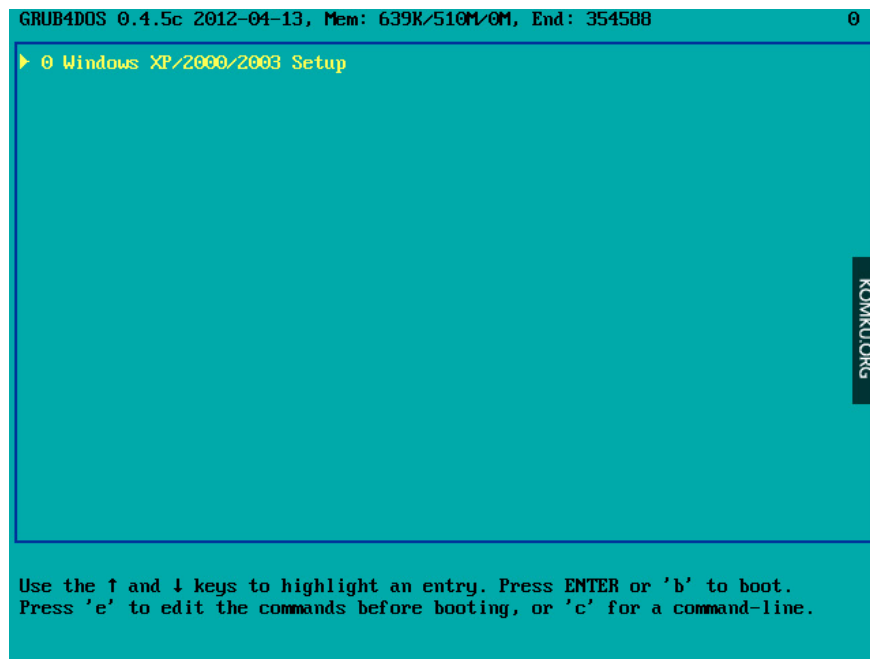 GRUB4DOS 0.4.5c 2012-04-13, Mem: 639K/510M/0M, End: 354588 0
0 Windows XP/2000/2003 Setup
KOMKU.ORG
Use the ↑ and ↓ keys to highlight an entry. Press ENTER or 'b' to boot.
Press 'e' to edit the commands before booting, or 'c' for a command-line.